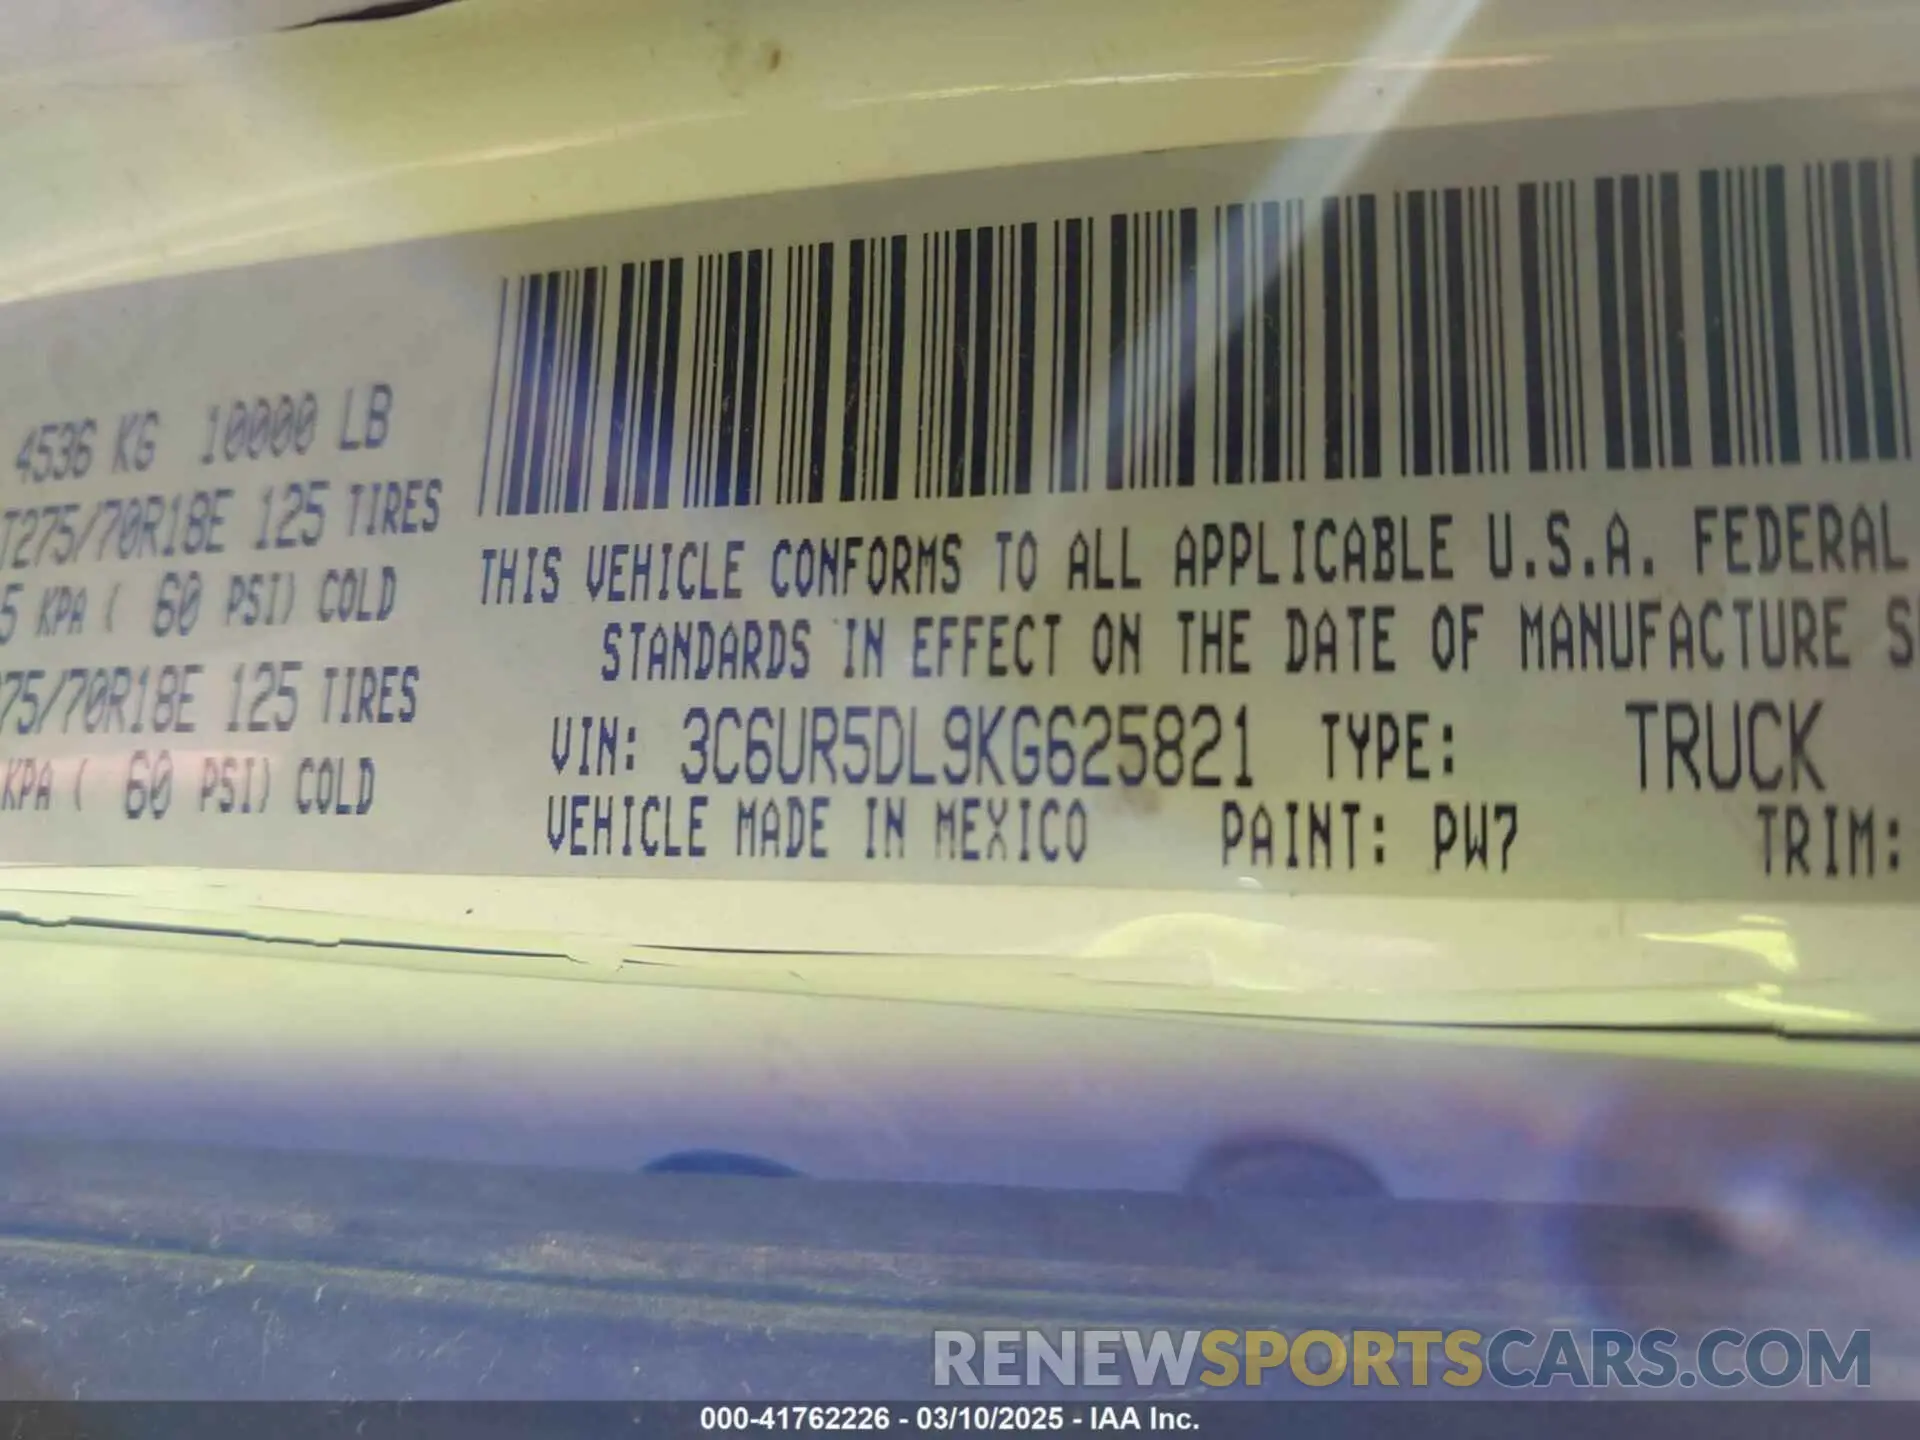 4536 KG 10000 LB
T275/70R18E 125 TIRES
5 KPA ( 60 PSI) COLD
75/70R18E 125 TIRES
KPA ( 60 PSI) COLD
THIS VEHICLE CONFORMS TO ALL APPLICABLE U.S.A. FEDERAL
STANDARDS IN EFFECT ON THE DATE OF MANUFACTURE S
VIN: 3C6UR5DL9KG625821 TYPE: TRUCK
VEHICLE MADE IN MEXICO PAINT: PW7 TRIM:
RENEWSPORTSCARS.COM
000-41762226 - 03/10/2025 - IAA Inc.